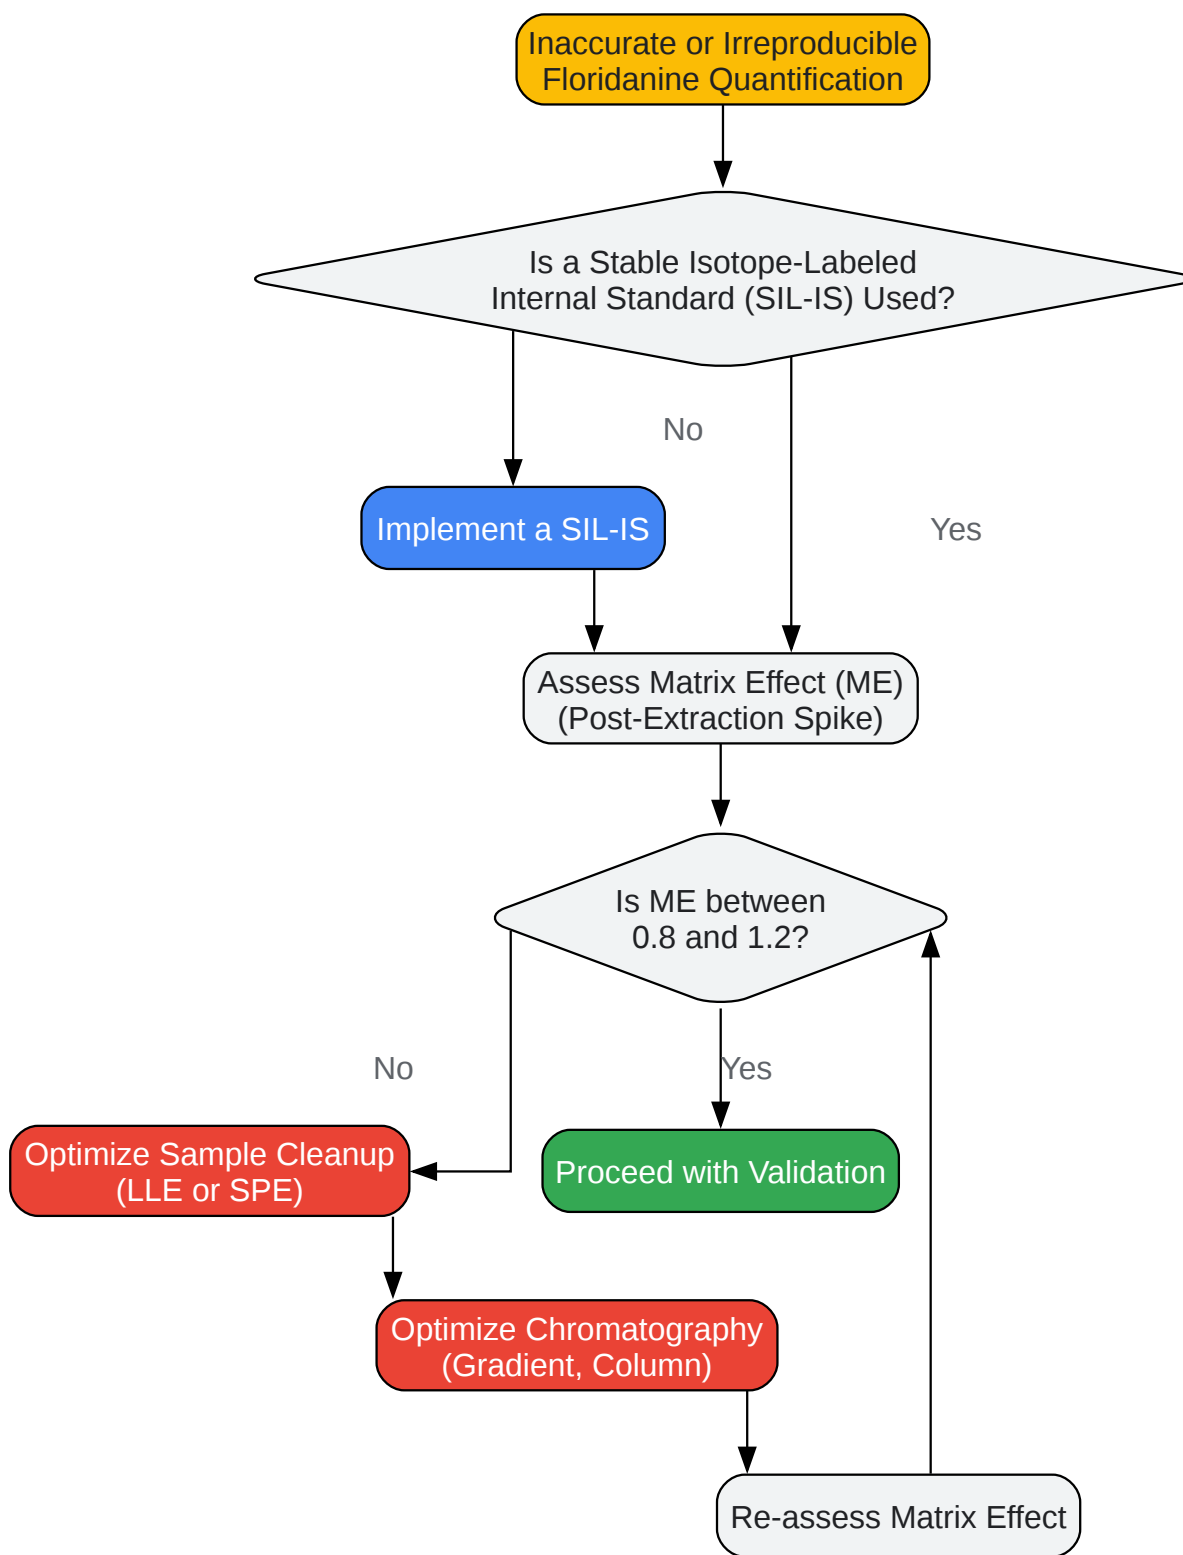 Inaccurate or Irreproducible
Floridanine Quantification
Is a Stable Isotope-Labeled
Internal Standard (SIL-IS) Used?
No
Implement a SIL-IS
Yes
Assess Matrix Effect (ME)
(Post-Extraction Spike)
Is ME between
0.8 and 1.2?
No
Yes
Optimize Sample Cleanup
(LLE or SPE)
Proceed with Validation
Optimize Chromatography
(Gradient, Column)
Re-assess Matrix Effect